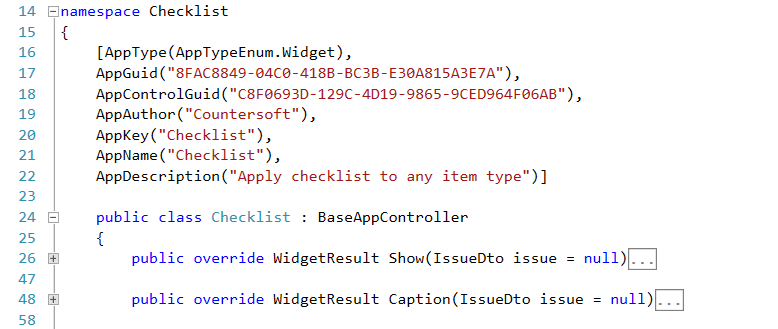 14 namespace Checklist
15 {
16 [AppType(AppTypeEnum.Widget),
17 AppGuid("8FAC8849-04C0-418B-BC3B-E30A815A3E7A"),
18 AppControlGuid("C8F0693D-129C-4D19-9865-9CED964F06AB"),
19 AppAuthor("Countersoft"),
20 AppKey("Checklist"),
21 AppName("Checklist"),
22 AppDescription("Apply checklist to any item type")]
23
24 public class Checklist : BaseAppController
25 {
26 public override WidgetResult Show(IssueDto issue = null)...
47
48 public override WidgetResult Caption(IssueDto issue = null)...
58